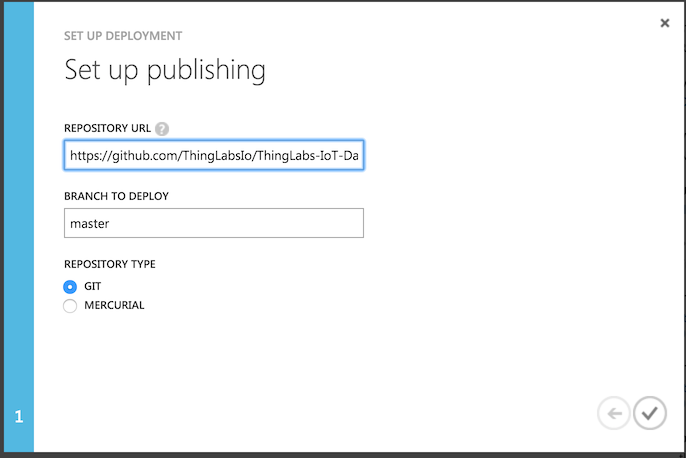 SET UP DEPLOYMENT
Set up publishing
REPOSITORY URL ?
https://github.com/ThingLabsIo/ThingLabs-IoT-Da
BRANCH TO DEPLOY
master
REPOSITORY TYPE
GIT
MERCURIAL
1